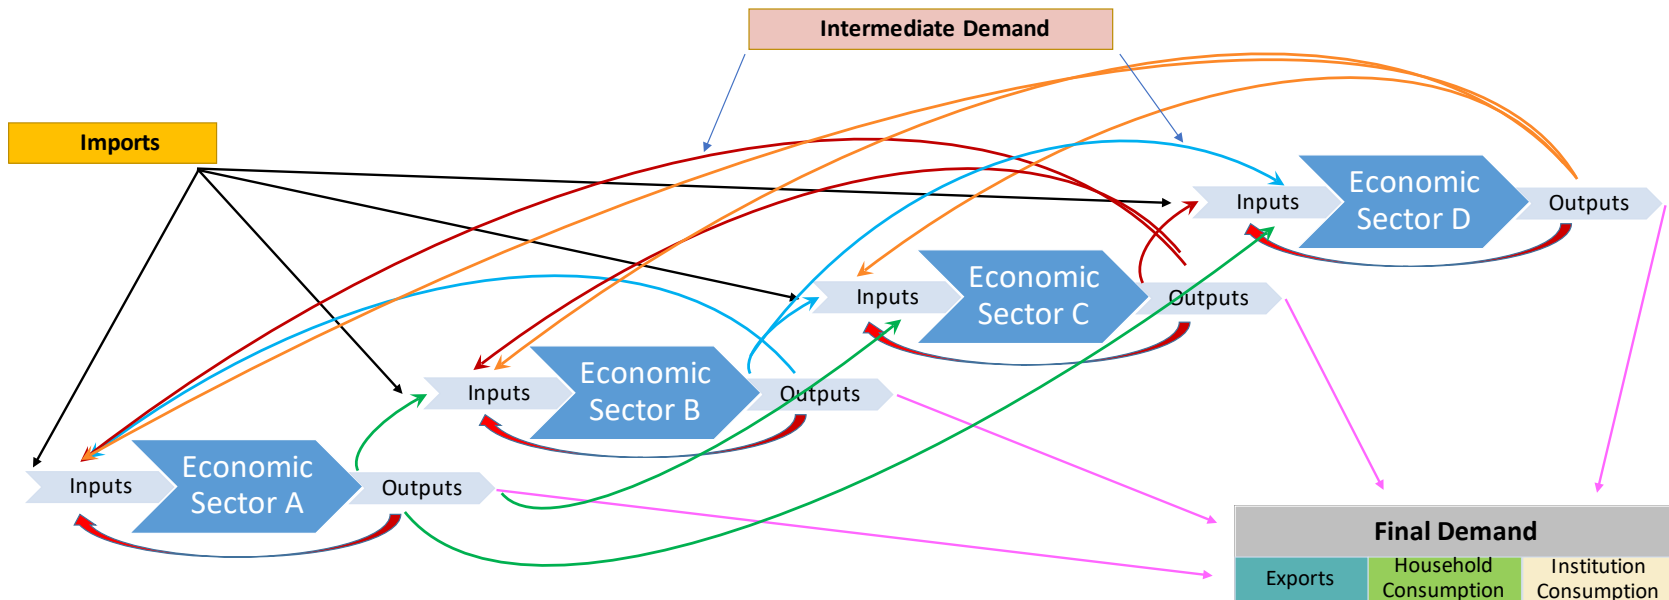 Intermediate Demand
Imports
Economic
Sector D
Inputs
Outputs
Economic
Sector C
Inputs
Outputs
Economic
Sector B
Inputs
Outputs
Economic
Sector A
Inputs
Outputs
Final Demand
Exports
Household
Consumption
Institution
Consumption